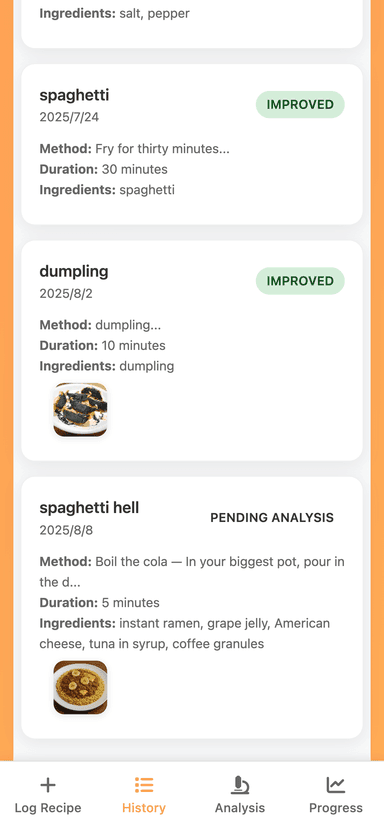 Ingredients: salt, pepper
spaghetti
IMPROVED
2025/7/24
Method: Fry for thirty minutes...
Duration: 30 minutes
Ingredients: spaghetti
dumpling
IMPROVED
2025/8/2
Method: dumpling...
Duration: 10 minutes
Ingredients: dumpling
spaghetti hell
PENDING ANALYSIS
2025/8/8
Method: Boil the cola — In your biggest pot, pour in
the d...
Duration: 5 minutes
Ingredients: instant ramen, grape jelly, American
cheese, tuna in syrup, coffee granules
Log Recipe
History
Analysis
Progress